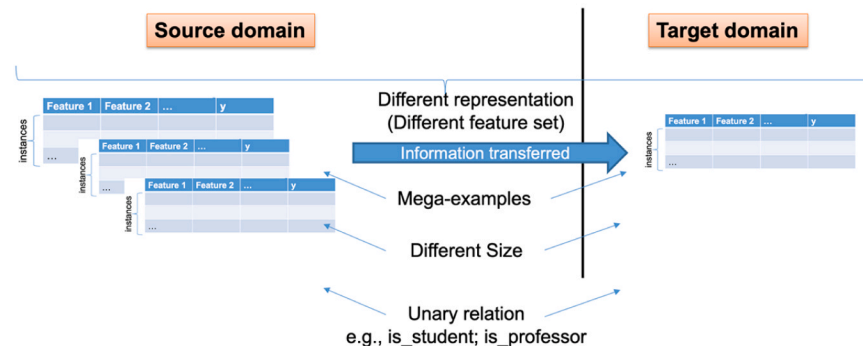 Source domain
Target domain
Different representation
(Different feature set)
Information transferred
Feature 1 Feature 2 ... y
instances
...
Feature 1 Feature 2 ... y
instances
...
Feature 1 Feature 2 ... y
instances
...
Feature 1 Feature 2 ... y
instances
...
Mega-examples
Different Size
Unary relation
e.g., is_student; is_professor